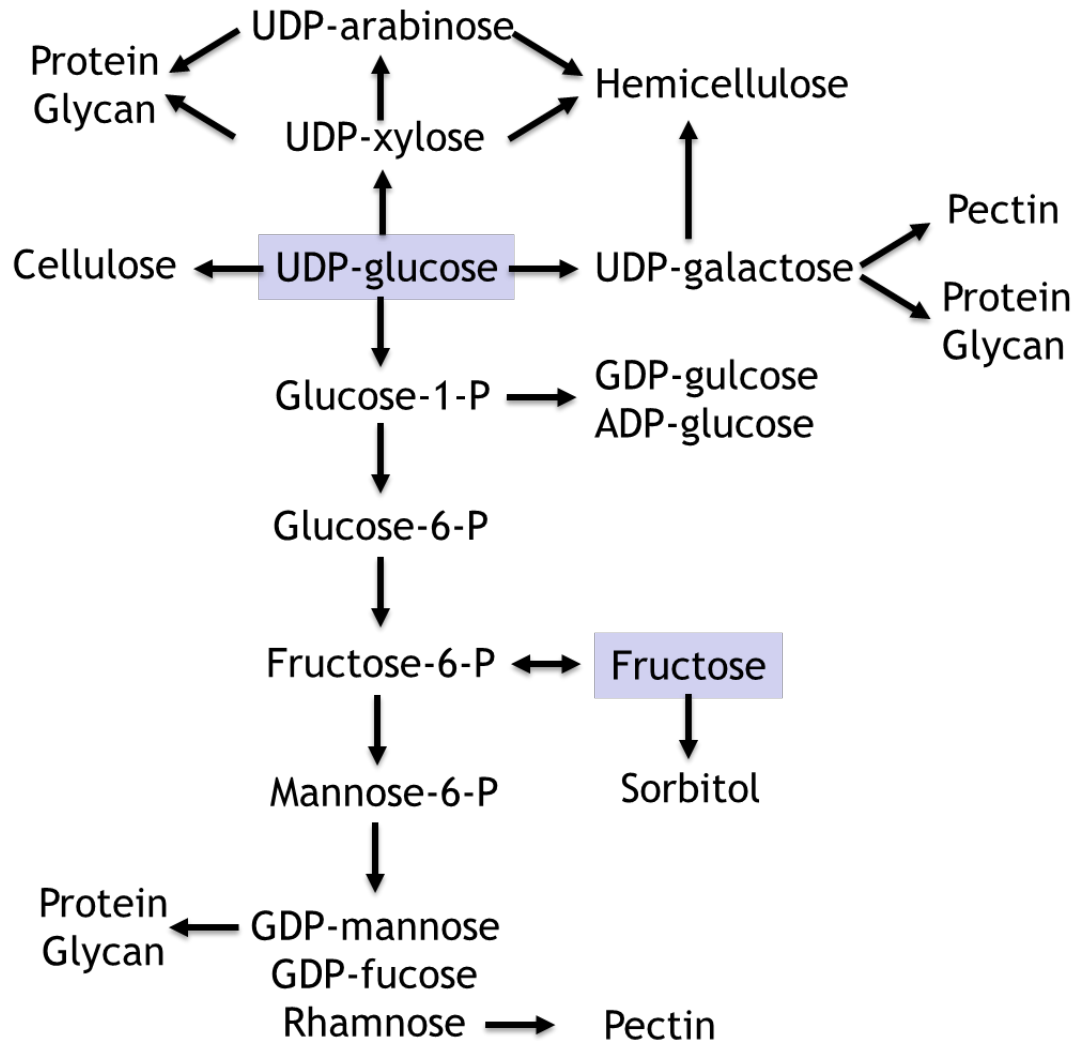 UDP-arabinose
Protein
Glycan
Hemicellulose
UDP-xylose
Pectin
Cellulose
UDP-glucose
UDP-galactose
Protein
Glycan
Glucose-1-P
GDP-gulcose
ADP-glucose
Glucose-6-P
Fructose-6-P
Fructose
Mannose-6-P
Sorbitol
Protein
Glycan
GDP-mannose
GDP-fucose
Rhamnose
Pectin